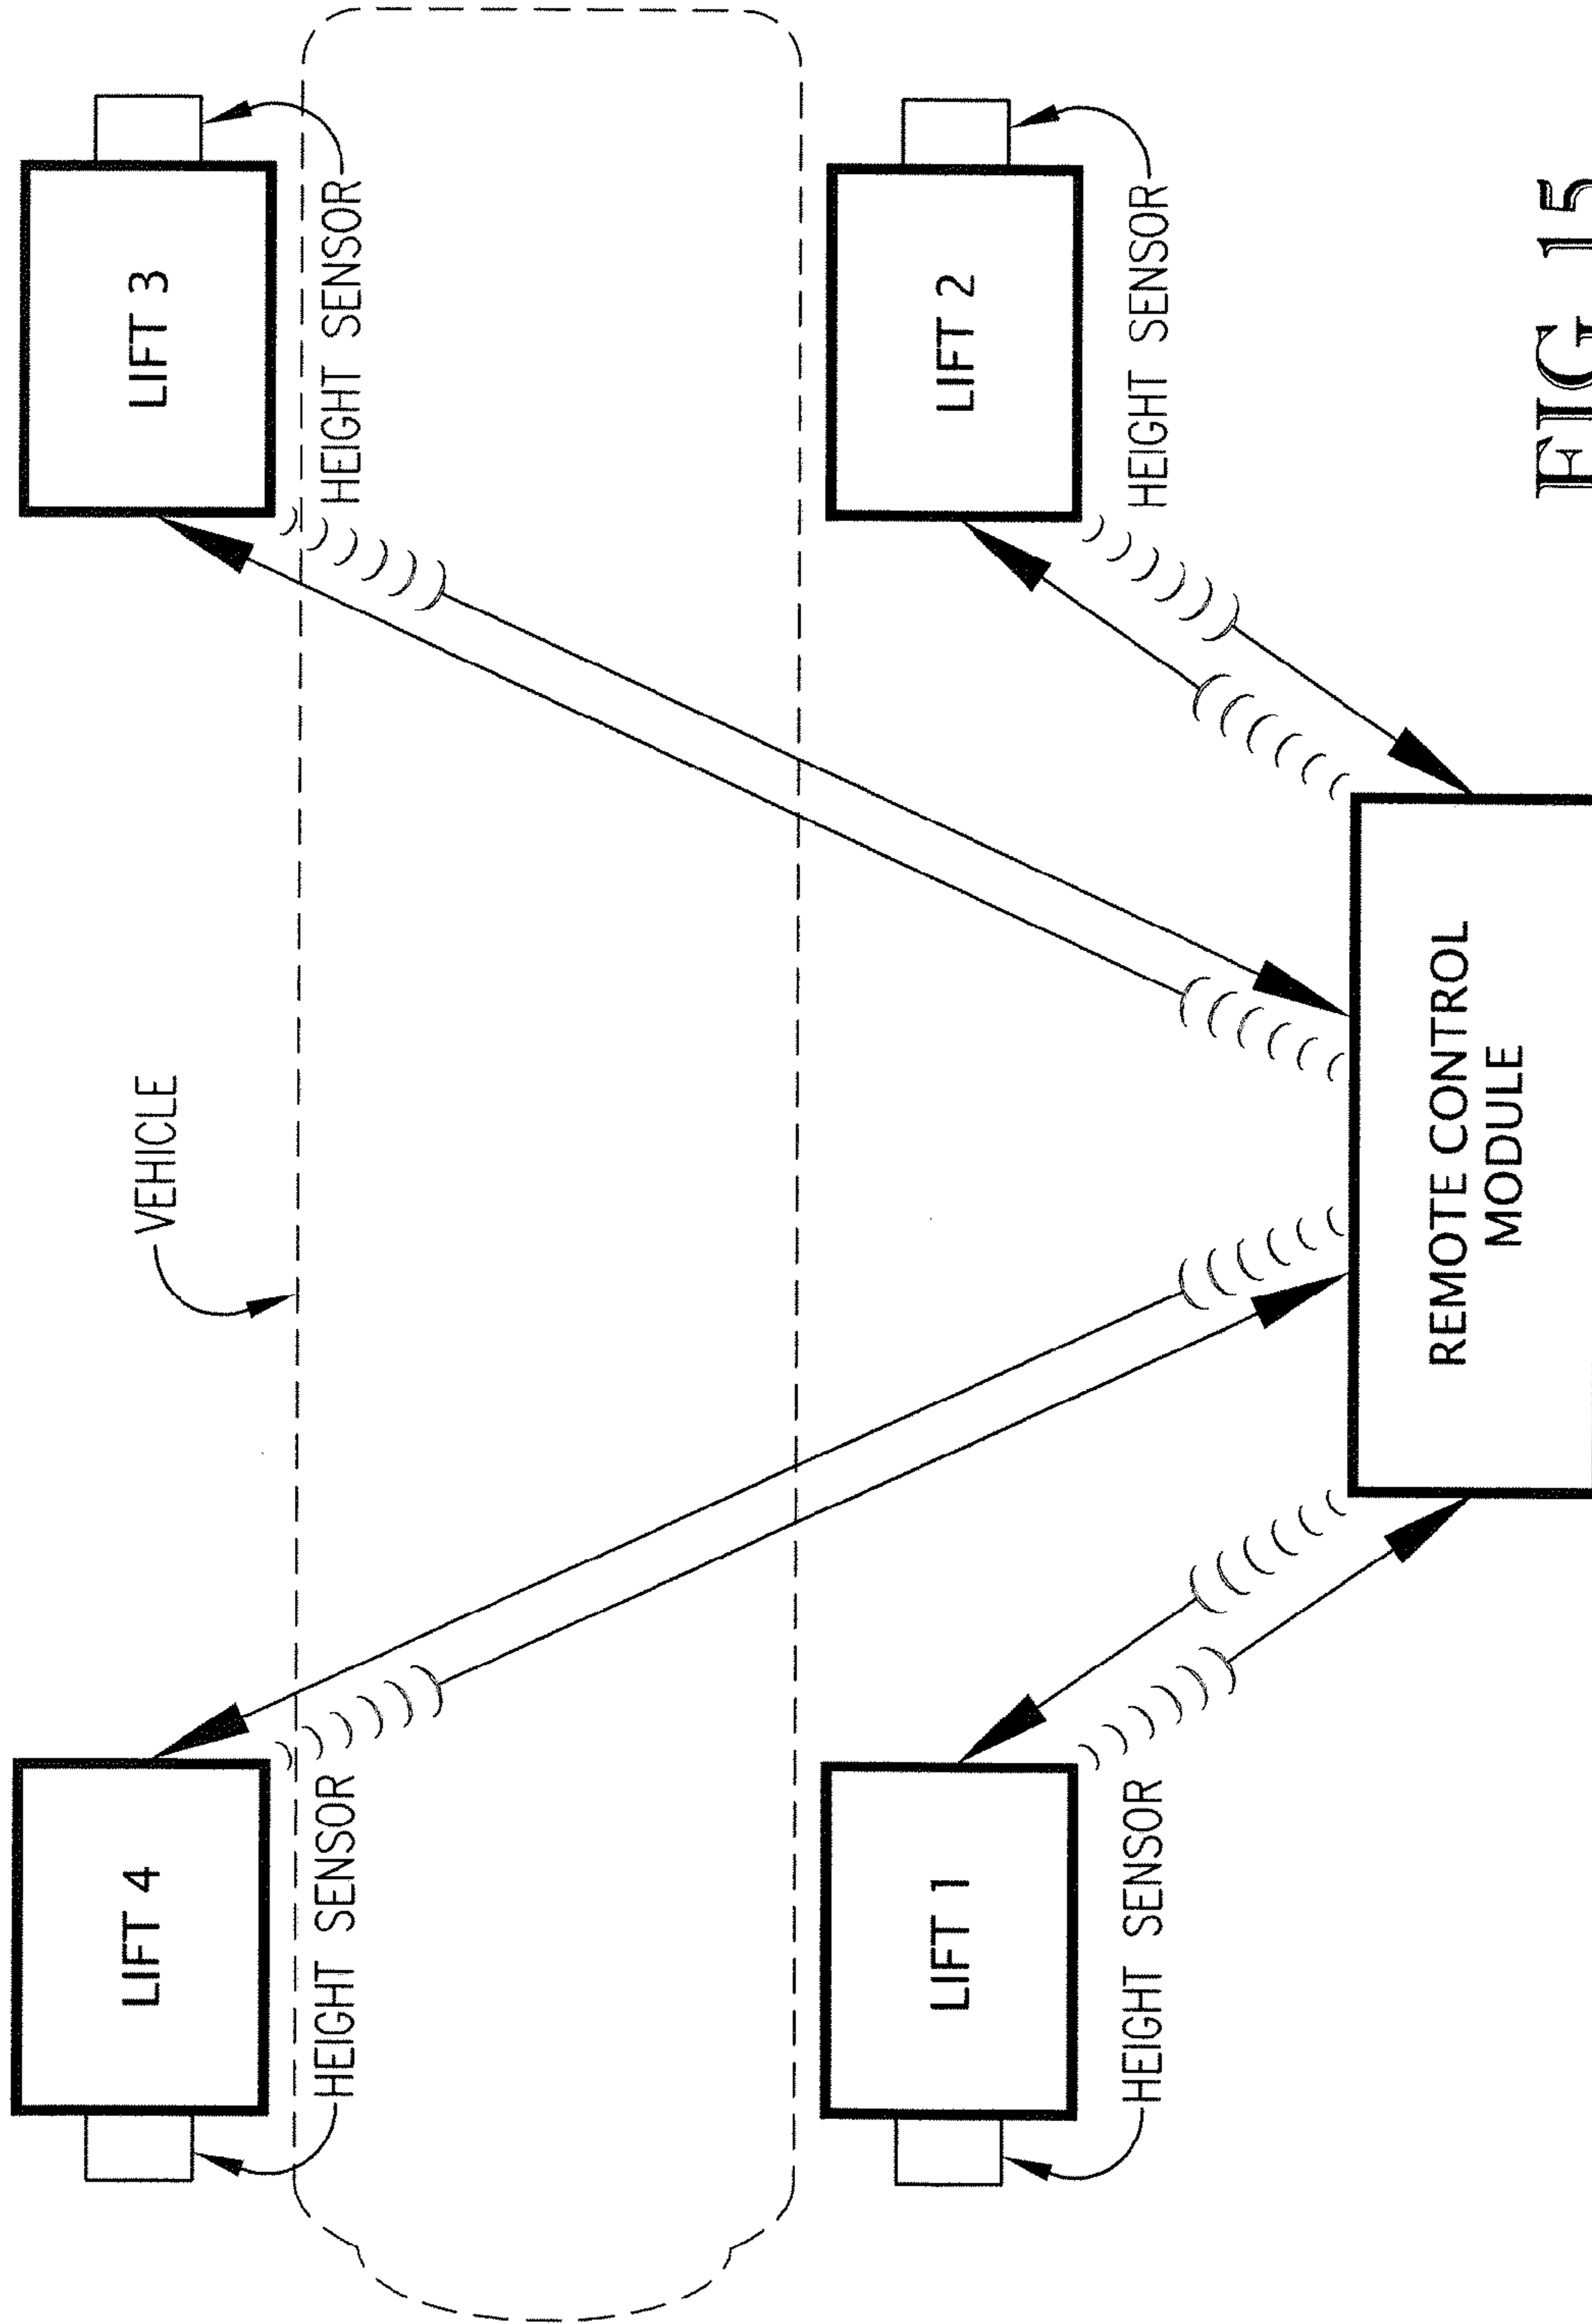 LIFT 4
HEIGHT SENSOR
VEHICLE
LIFT 3
HEIGHT SENSOR
LIFT 1
HEIGHT SENSOR
LIFT 2
HEIGHT SENSOR
REMOTE CONTROL
MODULE
FIG 15